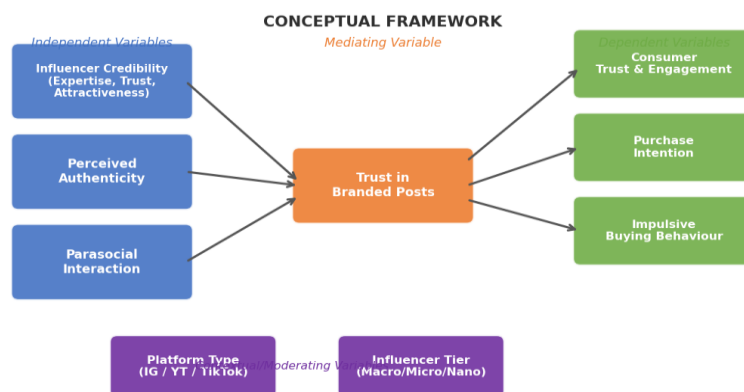 CONCEPTUAL FRAMEWORK
Independent Variables
Mediating Variable
Dependent Variables
Influencer Credibility
(Expertise, Trust,
Attractiveness)
Perceived
Authenticity
Parasocial
Interaction
Trust in
Branded Posts
Consumer
Trust & Engagement
Purchase
Intention
Impulsive
Buying Behaviour
Platform Type
(IG / YT / TikTok)
Influencer Tier
(Macro/Micro/Nano)